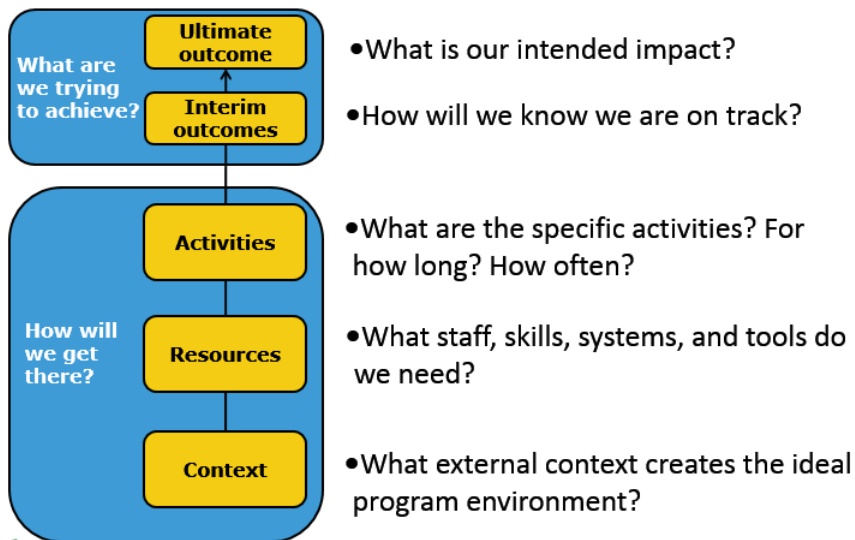 What are
we trying
to achieve?
Ultimate
outcome
•What is our intended impact?
Interim
outcomes
•How will we know we are on track?
How will
we get
there?
Activities
•What are the specific activities? For
how long? How often?
Resources
•What staff, skills, systems, and tools do
we need?
Context
•What external context creates the ideal
program environment?